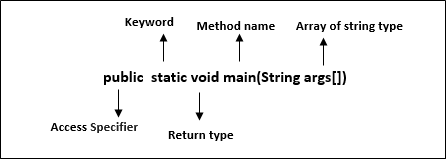 Keyword
Method name
Array of string type
public static void main(String args[])
Access Specifier
Return type